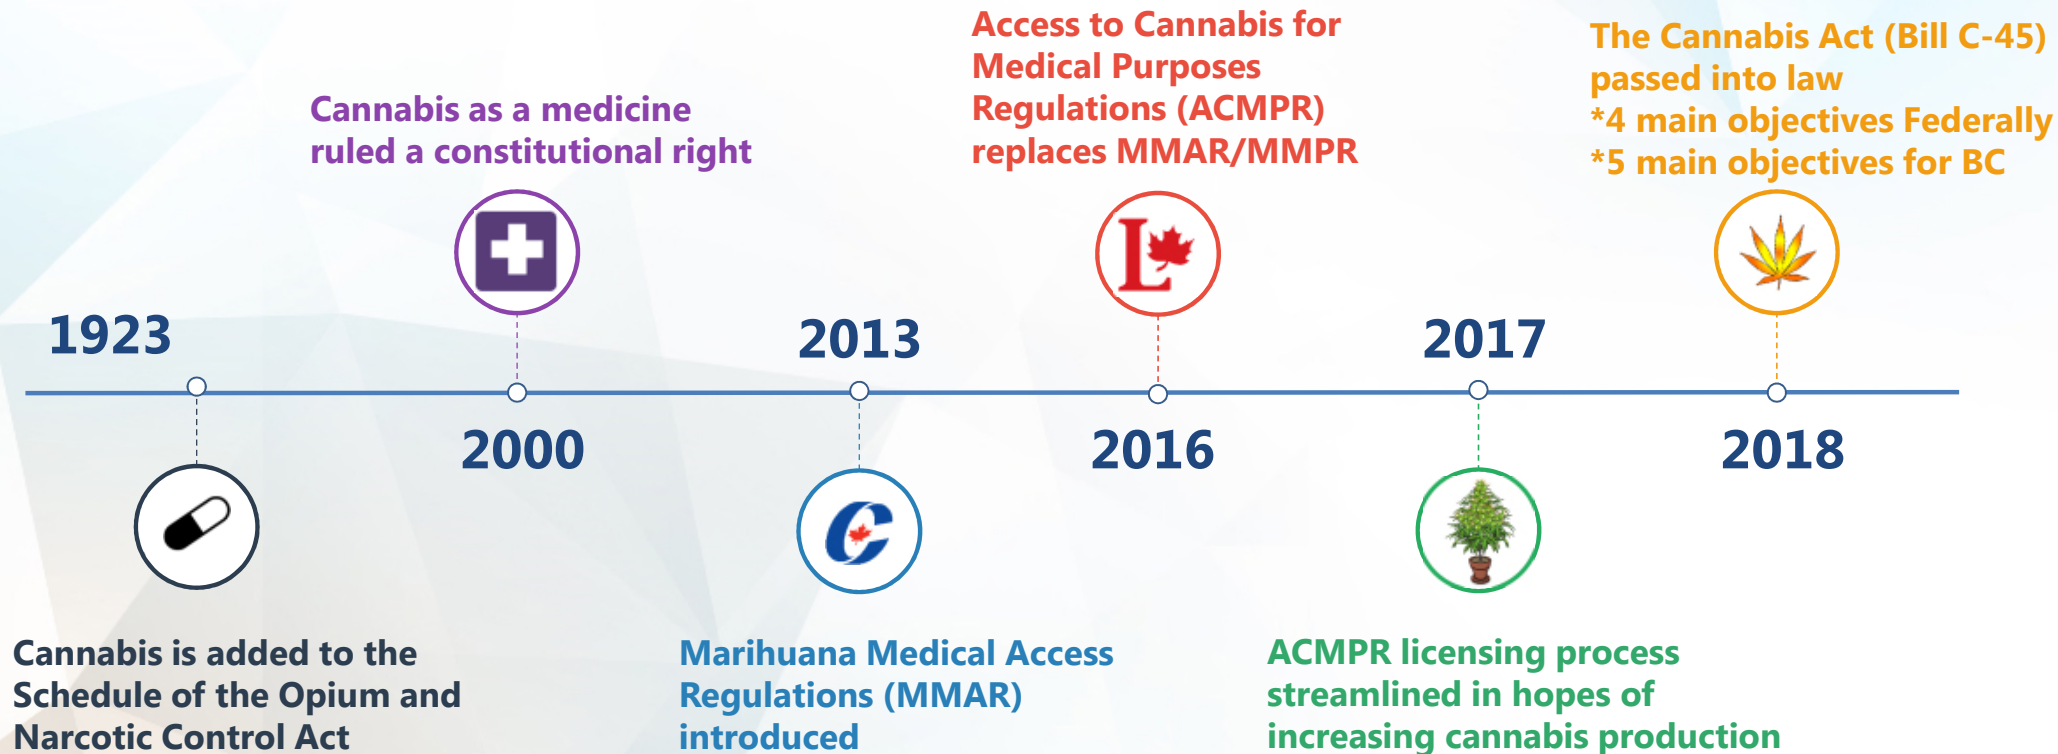 1923
Cannabis is added to the
Schedule of the Opium and
Narcotic Control Act
Cannabis as a medicine
ruled a constitutional right
2000
2013
Marihuana Medical Access
Regulations (MMAR)
introduced
Access to Cannabis for
Medical Purposes
Regulations (ACMPR)
replaces MMAR/MMPR
L
2016
2017
ACMPR licensing process
streamlined in hopes of
increasing cannabis production
The Cannabis Act (Bill C-45)
passed into law
*4 main objectives Federally
*5 main objectives for BC
2018
C